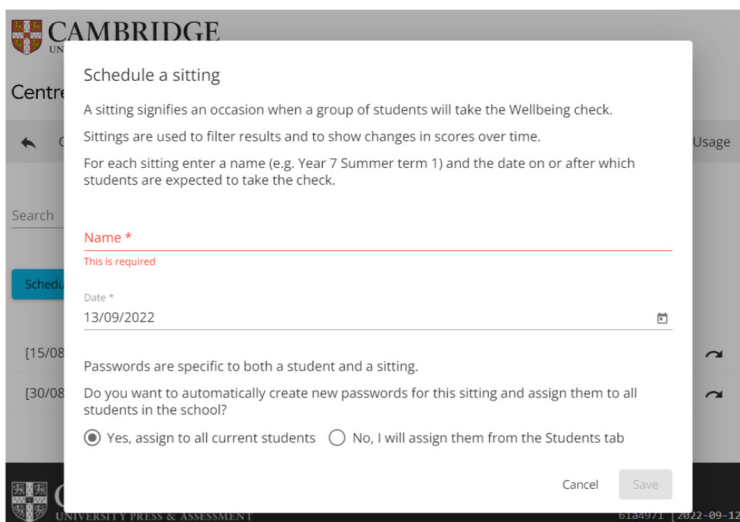 CAMBRIDGE
UN
Schedule a sitting
Centre
A sitting signifies an occasion when a group of students will take the Wellbeing check.
Sittings are used to filter results and to show changes in scores over time.
Usage
For each sitting enter a name (e.g. Year 7 Summer term 1) and the date on or after which
students are expected to take the check.
Search
Name *
This is required
Schedu
Date *
13/09/2022
[15/08
Passwords are specific to both a student and a sitting.
[30/08
Do you want to automatically create new passwords for this sitting and assign them to all
students in the school?
Yes, assign to all current students No, I will assign them from the Students tab
Cancel Save
UNIVERSITY PRESS & ASSESSMENT
61a4971 | 2022-09-12